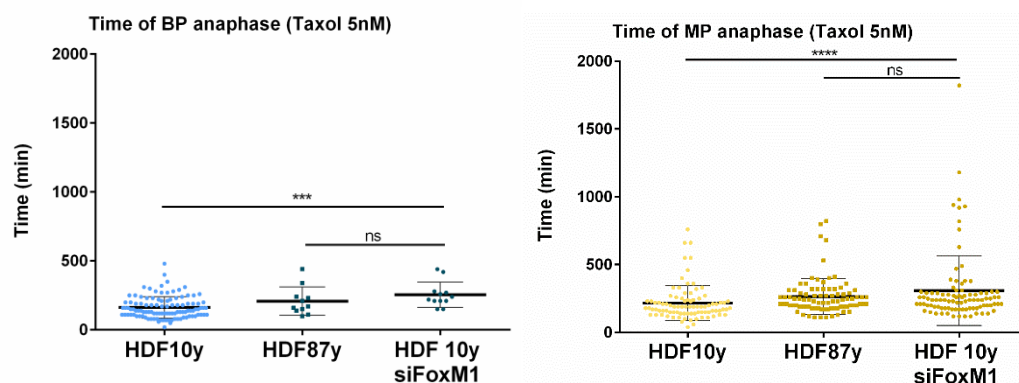 Time of BP anaphase (Taxol 5nM)
Time (min)
2000
1500
1000
500
0
***
ns
HDF10y
HDF87y
HDF 10y
siFoxM1
Time of MP anaphase (Taxol 5nM)
Time (min)
2000
1500
1000
500
0
****
ns
HDF10y
HDF87y
HDF 10y
siFoxM1